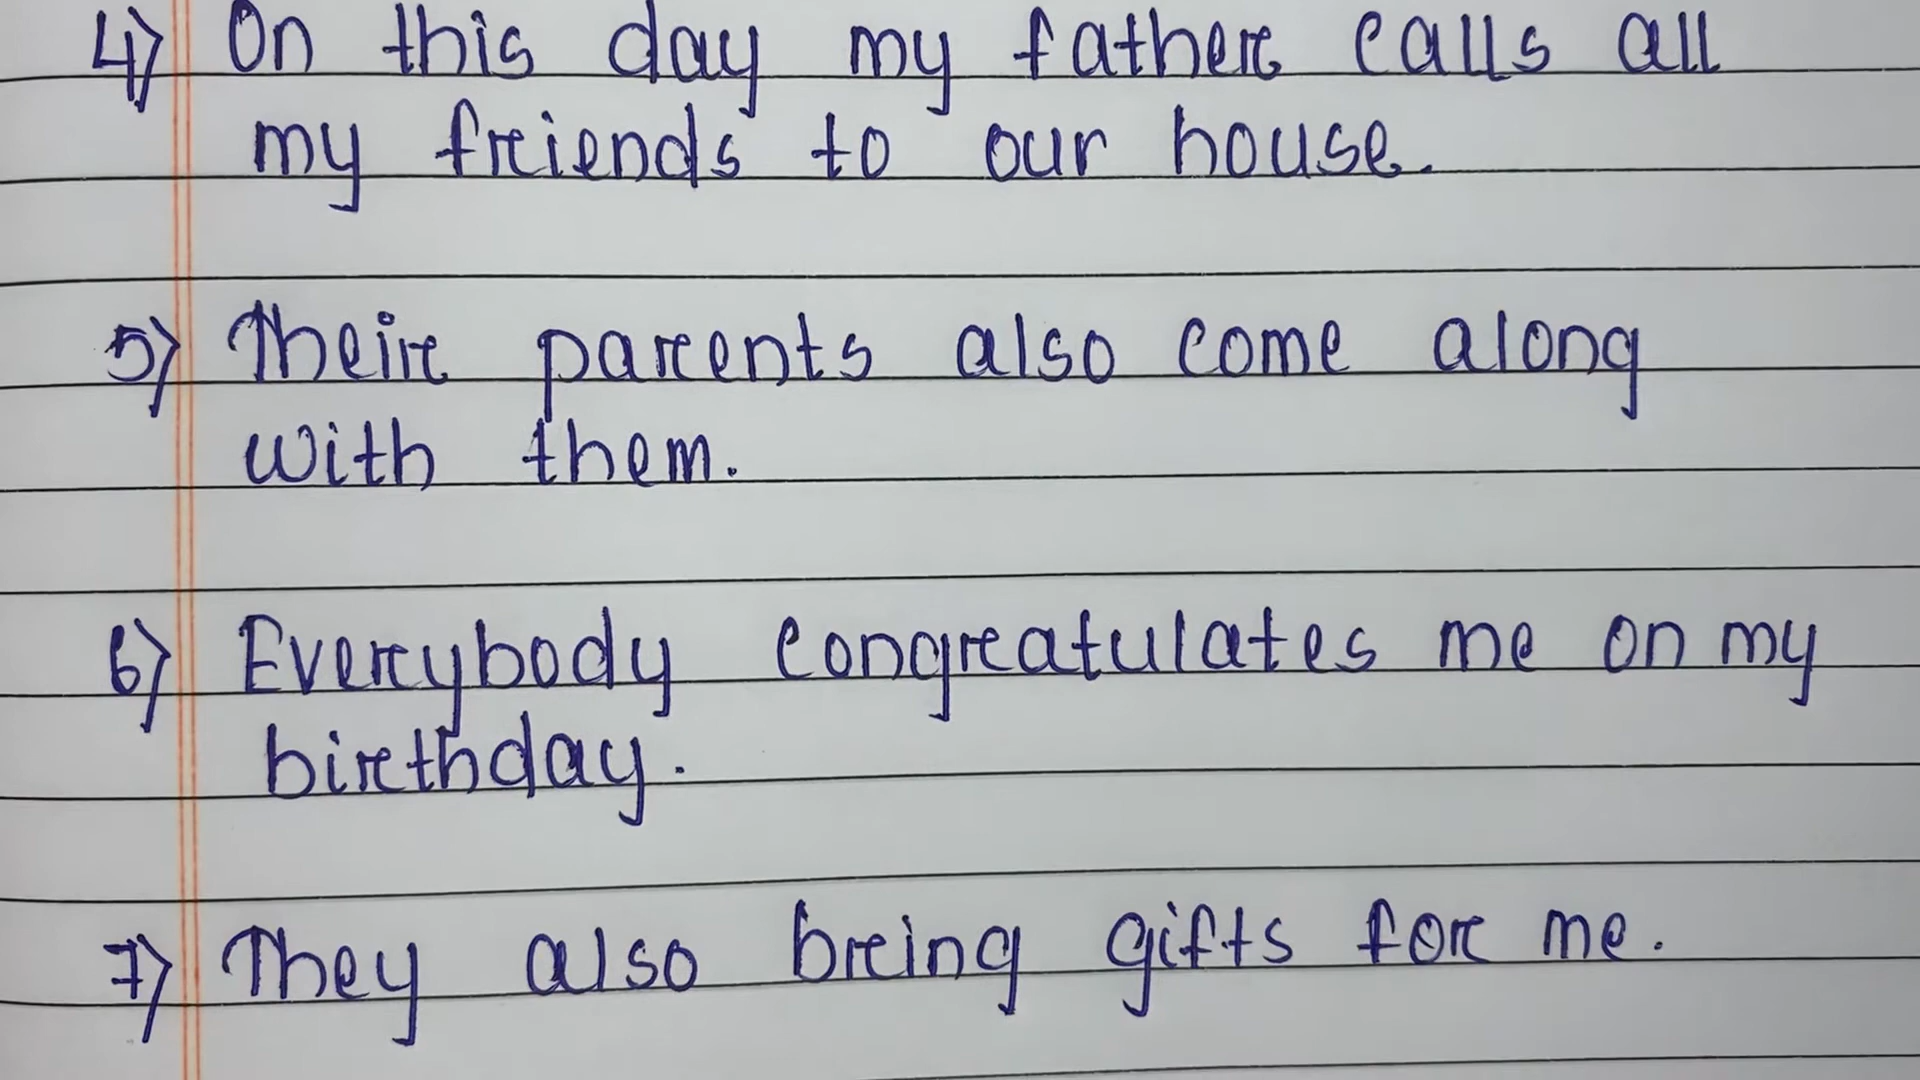 4) On this day my father calls all
my friends to our house.
5) Their parents also come along
with them.
6) Everybody congratulates me on my
birthday.
7) They also bring gifts for me.